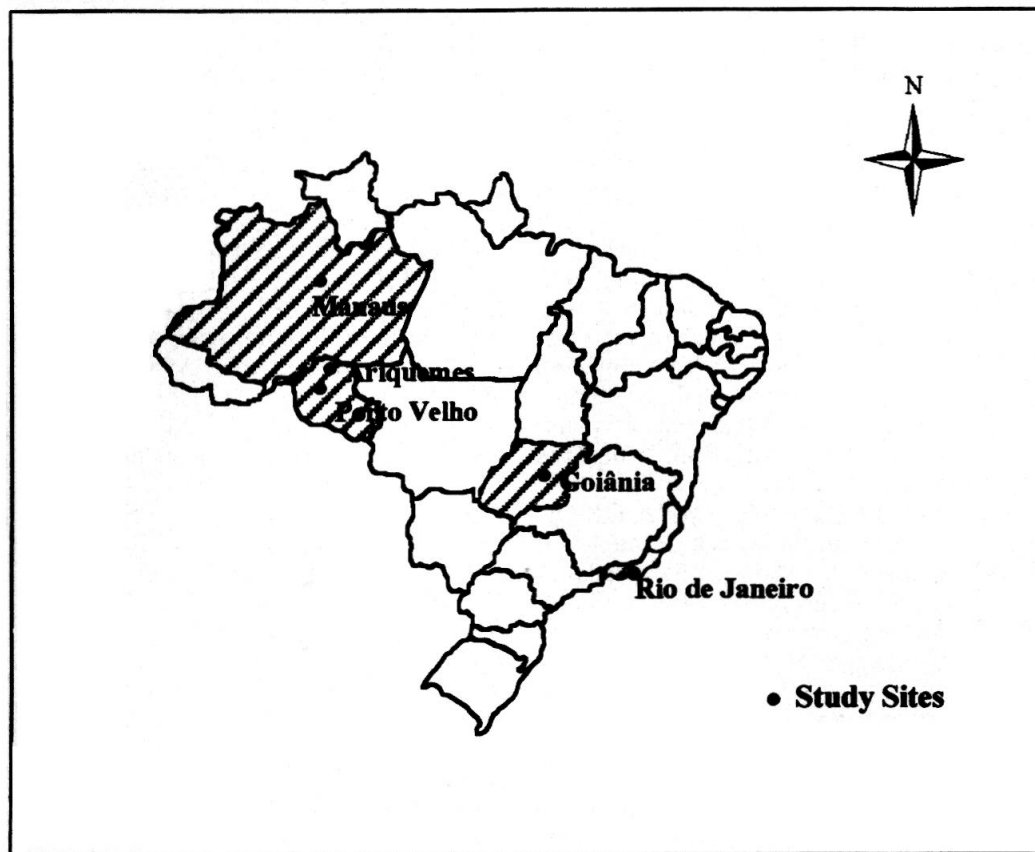 N
Manaus
Ariquemes
Porto Velho
Goiânia
Rio de Janeiro
• Study Sites